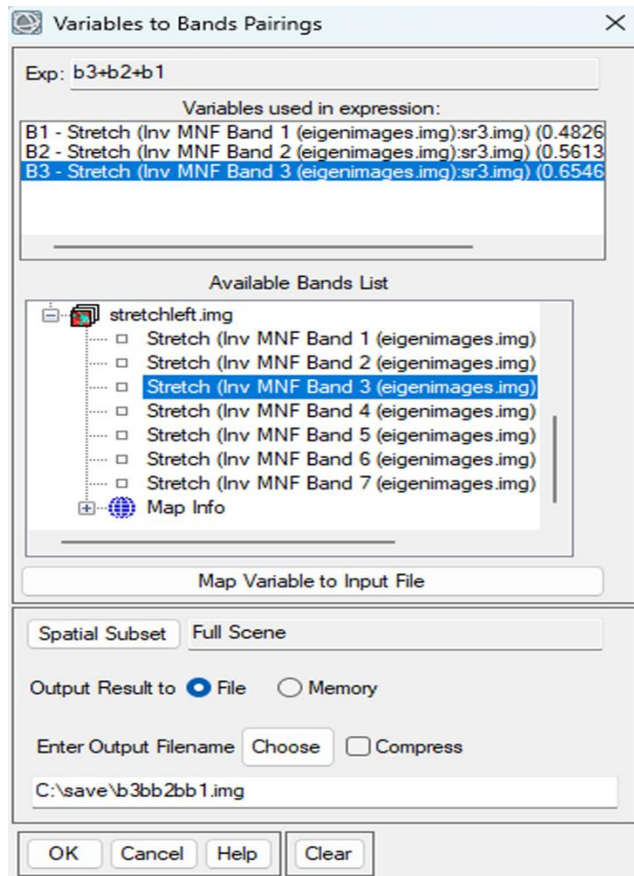 Variables to Bands Pairings
Exp: b3+b2+b1
Variables used in expression:
B1 - Stretch (Inv MNF Band 1 (eigenimages.img):sr3.img) (0.4826
B2 - Stretch (Inv MNF Band 2 (eigenimages.img):sr3.img) (0.5613
B3 - Stretch (Inv MNF Band 3 (eigenimages.img):sr3.img) (0.6546
Available Bands List
stretchleft.img
Stretch (Inv MNF Band 1 (eigenimages.img)
Stretch (Inv MNF Band 2 (eigenimages.img)
Stretch (Inv MNF Band 3 (eigenimages.img)
Stretch (Inv MNF Band 4 (eigenimages.img)
Stretch (Inv MNF Band 5 (eigenimages.img)
Stretch (Inv MNF Band 6 (eigenimages.img)
Stretch (Inv MNF Band 7 (eigenimages.img)
Map Info
Map Variable to Input File
Spatial Subset Full Scene
Output Result to File Memory
Enter Output Filename Choose Compress
C:\save\b3bb2bb1.img
OK Cancel Help Clear